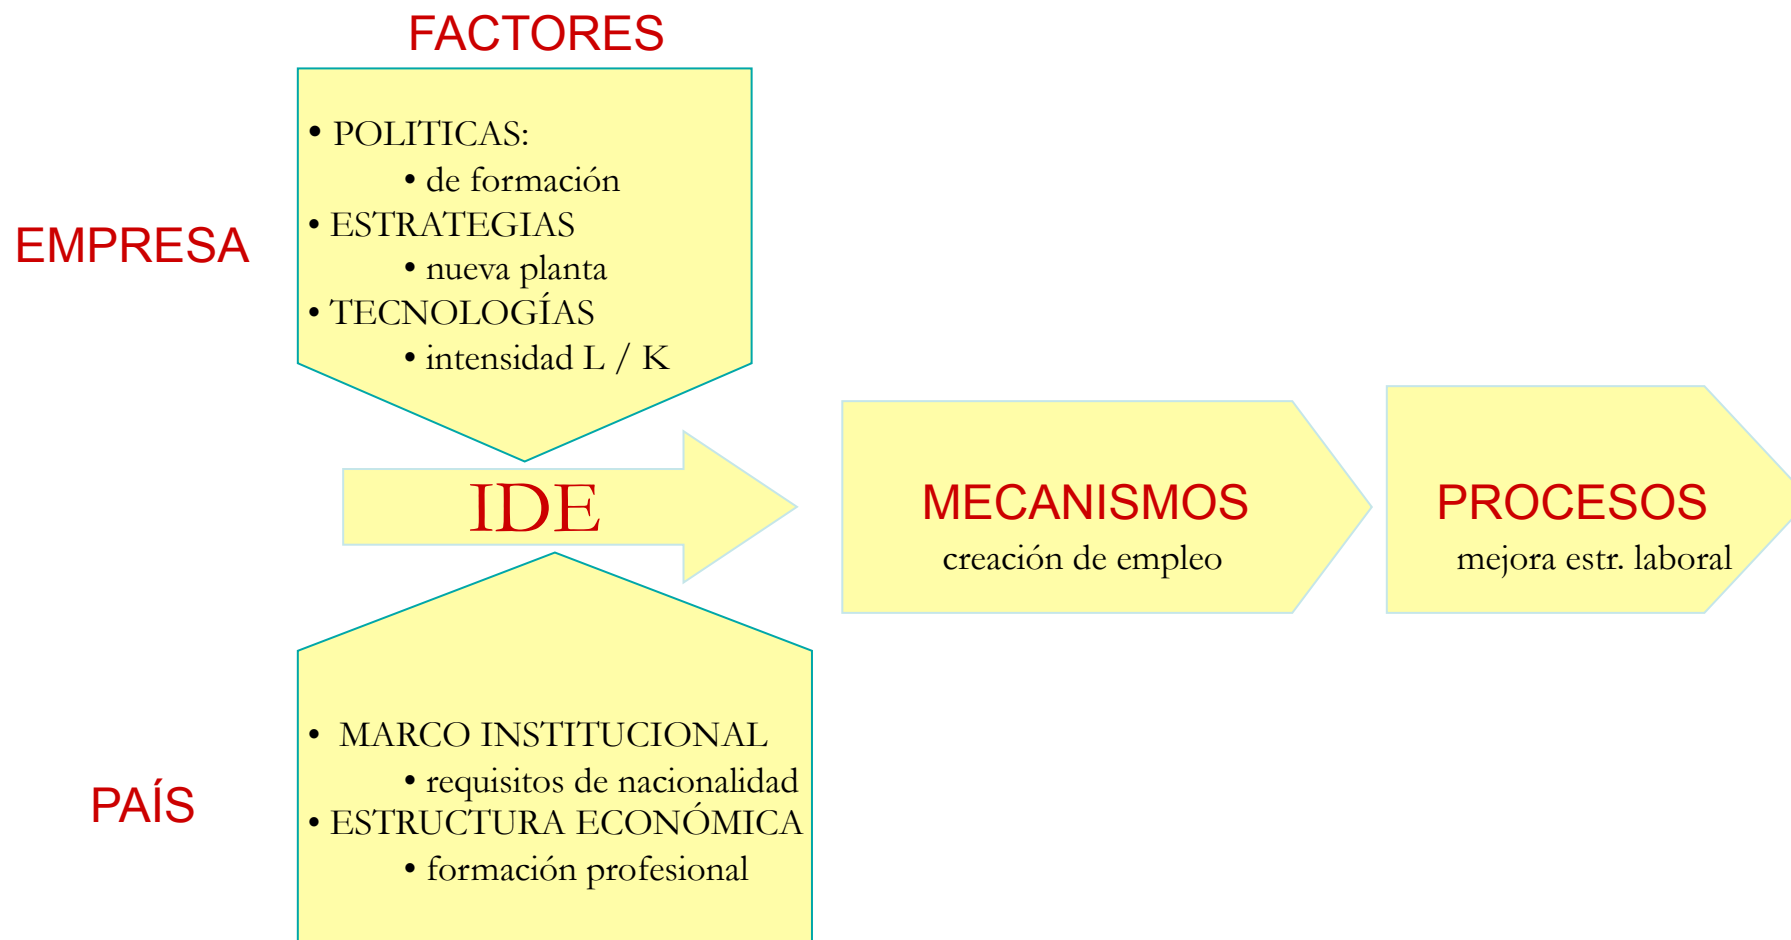 FACTORES
• POLITICAS:
• de formación
• ESTRATEGIAS
• nueva planta
• TECNOLOGÍAS
• intensidad L / K
EMPRESA
IDE
MECANISMOS
creación de empleo
PROCESOS
mejora estr. laboral
• MARCO INSTITUCIONAL
• requisitos de nacionalidad
• ESTRUCTURA ECONÓMICA
• formación profesional
PAÍS